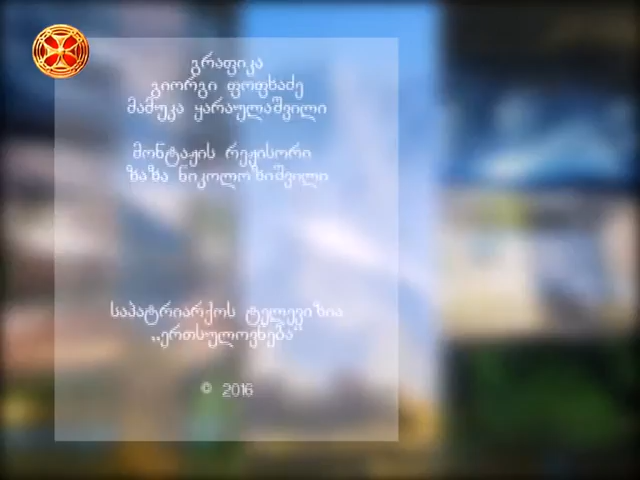 გრაფიკა
გიორგი ფოფხაძე
მამუკა ყარაულაშვილი
მონტაჟის რეჟისორი
ზაზა ნიკოლოზიშვილი
საპატრიარქოს ტელევიზია
„ერთსულოვნება“
© 2016